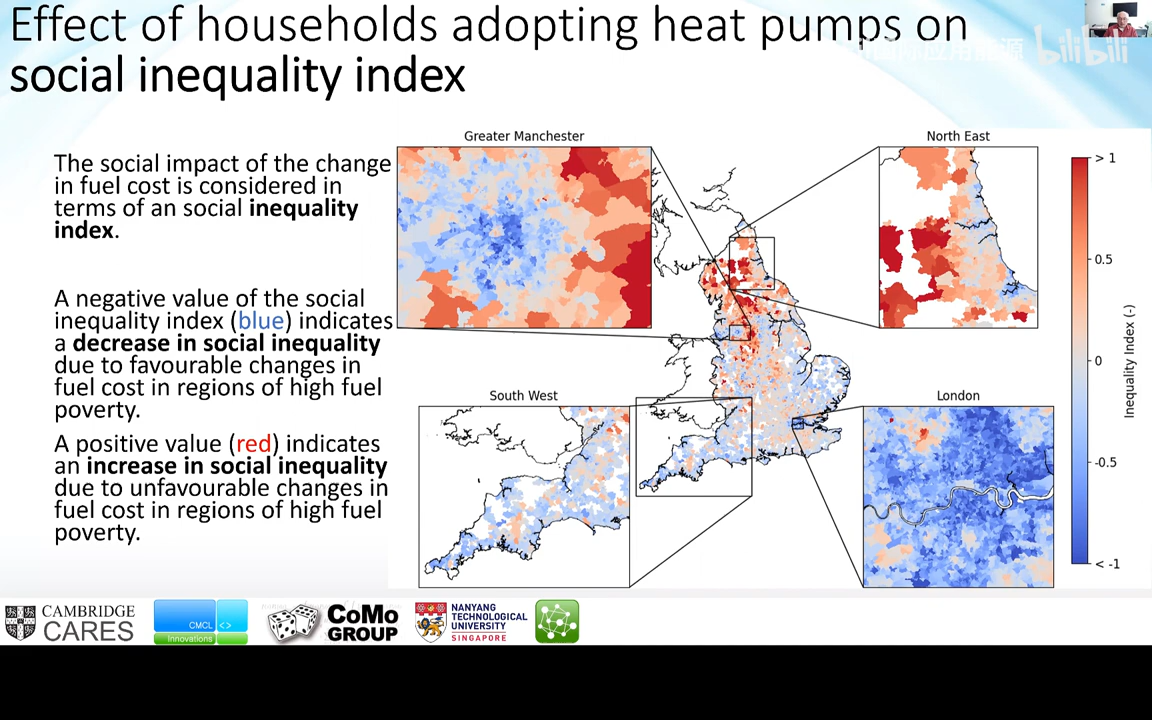 Effect of households adopting heat pumps on
social inequality index
bilibili
The social impact of the change
in fuel cost is considered in
terms of an social inequality
index.
A negative value of the social
inequality index (blue) indicates
a decrease in social inequality
due to favourable changes in
fuel cost in regions of high fuel
poverty.
A positive value (red) indicates
an increase in social inequality
due to unfavourable changes in
fuel cost in regions of high fuel
poverty.
Greater Manchester
North East
South West
London
> 1
0.5
0
-0.5
< -1
Inequality Index (-)
CAMBRIDGE
CARES
CMCL <>
Innovations
CoMo
GROUP
NANYANG
TECHNOLOGICAL
UNIVERSITY
SINGAPORE